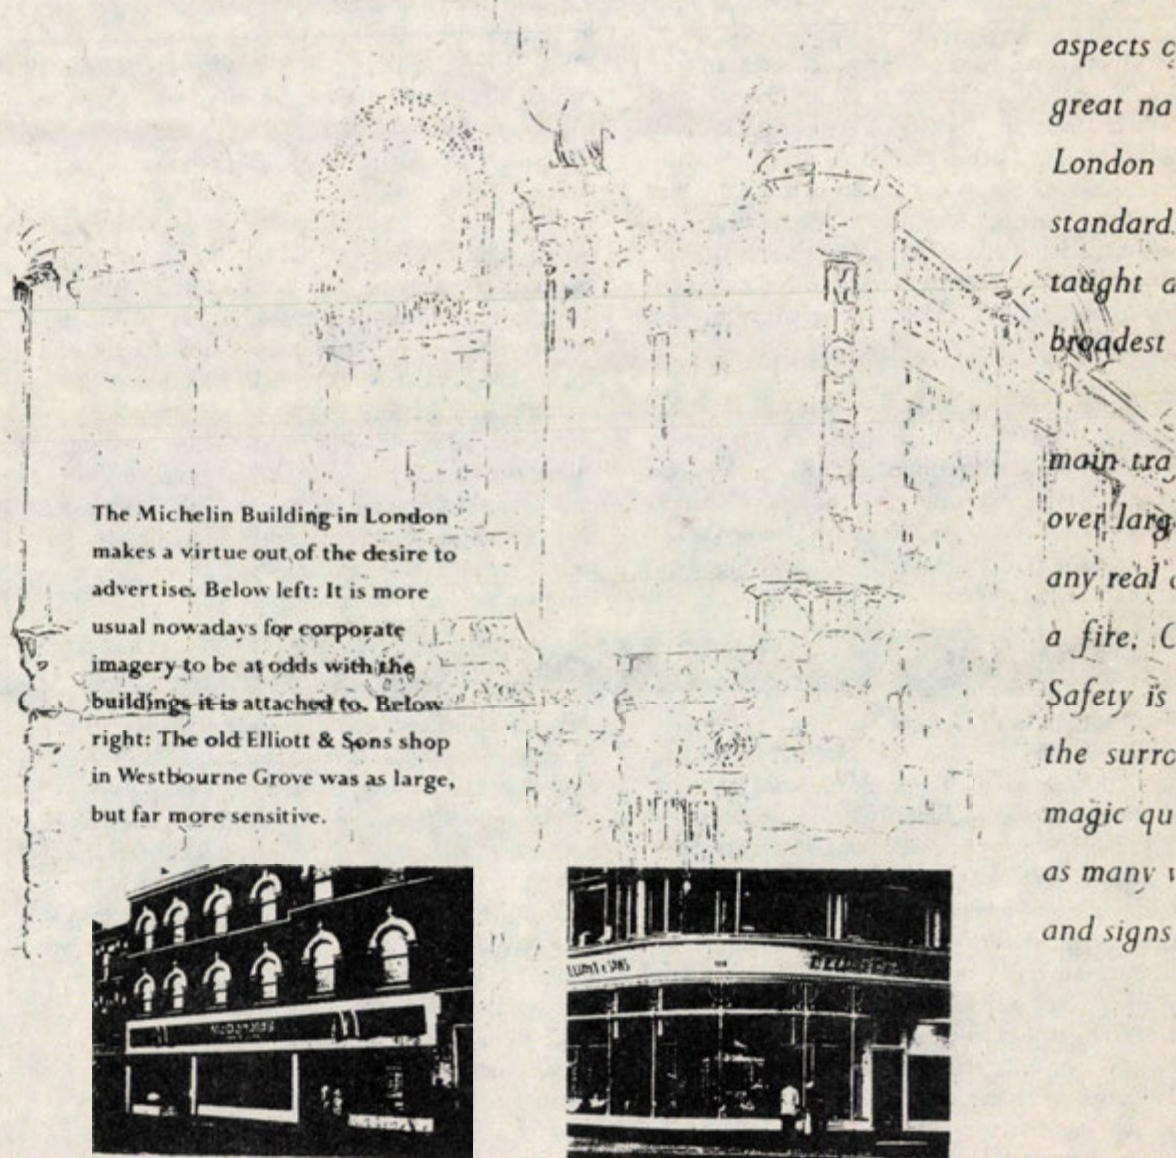 The Michelin Building in London
makes a virtue out of the desire to
advertise. Below left: It is more
usual nowadays for corporate
imagery to be at odds with the
buildings it is attached to. Below
right: The old Elliott & Sons shop
in Westbourne Grove was as large,
but far more sensitive.
McDonald's
ELLIOTT & SONS
aspects
great na
London
standard.
taught a
broadest
main tra
over larg
any real
a fire. C
Safety is
the surro
magic qu
as many w
and signs